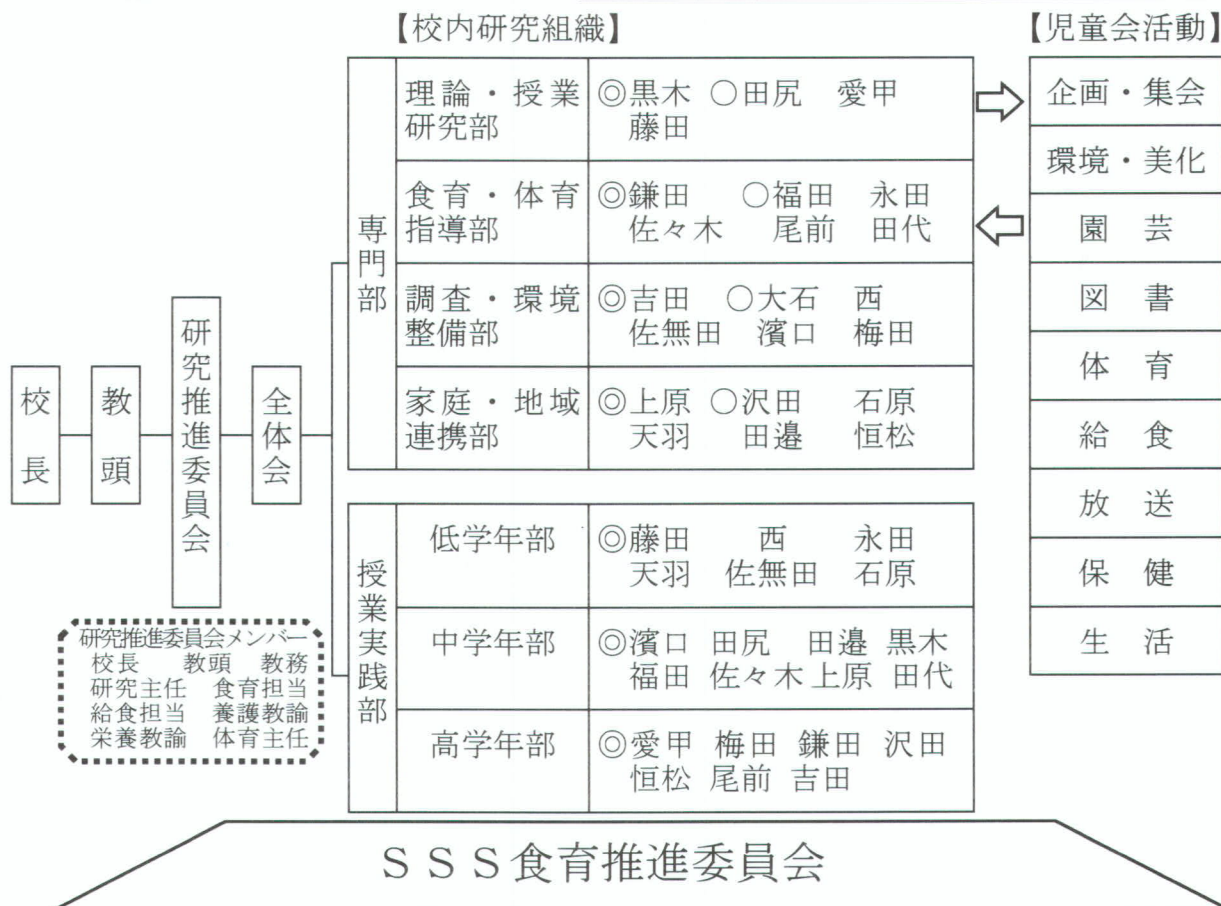 【校内研究組織】
【児童会活動】
校長
教頭
研究推進委員会
全体会
専門部
理論・授業
研究部
◎黒木 ○田尻 愛甲
藤田
食育・体育
指導部
◎鎌田 ○福田 永田
佐々木 尾前 田代
調査・環境
整備部
◎吉田 ○大石 西
佐無田 濱口 梅田
家庭・地域
連携部
◎上原 ○沢田 石原
天羽 田邉 恒松
授業実践部
低学年部
◎藤田 西 永田
天羽 佐無田 石原
中学年部
◎濱口 田尻 田邉 黒木
福田 佐々木 上原 田代
高学年部
◎愛甲 梅田 鎌田 沢田
恒松 尾前 吉田
企画・集会
環境・美化
園芸
図書
体育
給食
放送
保健
生活
研究推進委員会メンバー
校長 教頭 教務
研究主任 食育担当
給食担当 養護教諭
栄養教諭 体育主任
SSS食育推進委員会